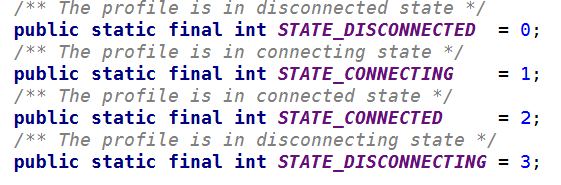 /** The profile is in disconnected state */
public static final int STATE_DISCONNECTED  = 0;
/** The profile is in connecting state */
public static final int STATE_CONNECTING    = 1;
/** The profile is in connected state */
public static final int STATE_CONNECTED     = 2;
/** The profile is in disconnecting state */
public static final int STATE_DISCONNECTING = 3;